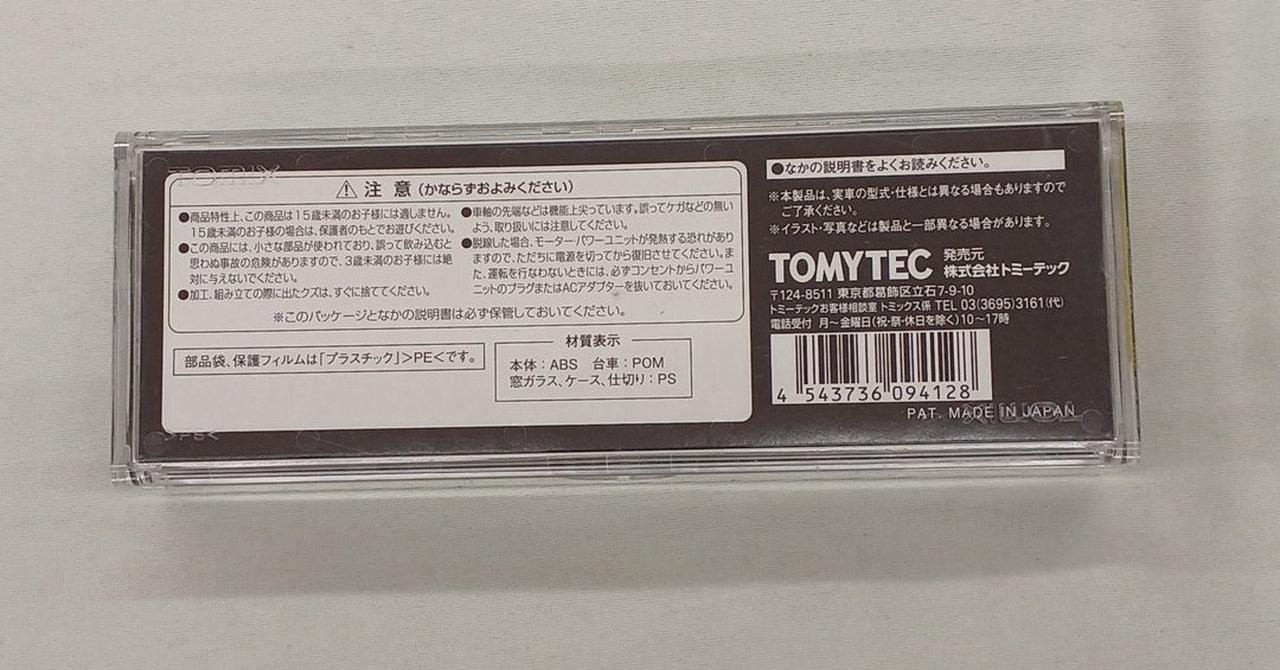 TOMIX
⚠ 注意(かならずおよみください)
●商品特性上、この商品は15歳未満のお子様には適しません。
15歳未満のお子様の場合は、保護者のもとでお遊びください。
●この商品には、小さな部品が使われており、誤って飲み込むと
思わぬ事故の危険がありますので、3歳未満のお子様には絶
対に与えないでください。
●加工、組み立ての際に出たクズは、すぐに捨ててください。
●車軸の先端などは機能上尖っています。誤ってケガなどの無い
よう、取り扱いには注意してください。
●脱線した場合、モーター・パワーユニットが発熱する恐れがあり
ますので、ただちに電源を切ってから復旧させてください。ま
た、運転を行なわないときには、必ずコンセントからパワーユ
ニットのプラグまたはACアダプターを抜いておいてください。
※このパッケージとなかの説明書は必ず保管しておいてください。
部品袋、保護フィルムは「プラスチック」>PE<です。
材質表示
本体:ABS 台車:POM
窓ガラス、ケース、仕切り:PS
>PE<
●なかの説明書をよくお読みください。
※本製品は、実車の型式・仕様とは異なる場合もありますので
ご了承ください。
※イラスト・写真などは製品と一部異なる場合があります。
TOMYTEC 発売元
株式会社トミーテック
〒124-8511 東京都葛飾区立石7-9-10
トミーテックお客様相談室 トミックス係 TEL 03(3695)3161(代)
電話受付 月〜金曜日(祝・祭・休日を除く)10〜17時
4 543736 094128
PAT. MADE IN JAPAN
TOMIX